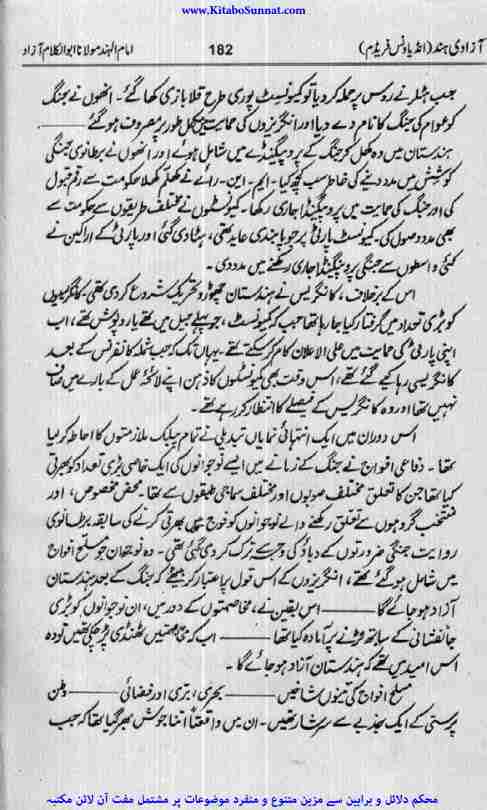 www.KitaboSunnat.com
آزادی ہند (انڈیا ونس فریڈم) 182 امام الہند مولانا ابوالکلام آزاد
جب ہٹلر نے روس پر حملہ کر دیا تو کمیونسٹ پوری طرح قلابازی کھا گئے۔ انھوں نے جنگ
کو عوام کی جنگ کا نام دے دیا اور انگریزوں کی حمایت میں مکمل طور پر مصروف ہو گئے ———
ہندستان میں وہ کھل کر جنگ کے پروپیگنڈے میں شامل ہوئے اور انھوں نے برطانوی جنگی
کوشش میں مدد دینے کی خاطر سب کچھ کیا۔ ایم۔ این۔ رائے نے کھلم کھلا حکومت سے رقم قبول
کی اور جنگ کی حمایت میں پروپیگنڈا جاری رکھا۔ کمیونسٹوں نے مختلف طریقوں سے حکومت سے
بھی مدد وصول کی۔ کمیونسٹ پارٹی پر جو پابندی عاید تھی، ہٹا دی گئی اور پارٹی کے اراکین نے
کئی واسطوں سے جنگی پروپیگنڈا جاری رکھنے میں مدد دی۔
اس کے برخلاف، کانگریس نے ہندستان چھوڑو تحریک شروع کر دی تھی، کانگریسیوں
کو بڑی تعداد میں گرفتار کیا جا رہا تھا جب کہ کمیونسٹ، جو پہلے جیل میں تھے یا روپوش تھے، اب
اپنی پارٹی کی حمایت میں علی الاعلان کام کر سکتے تھے۔ یہاں تک کہ جب شملہ کانفرنس کے بعد
کانگریسی رہا کیے گئے تھے، اس وقت بھی کمیونسٹوں کا ذہن اپنے لائحۂ عمل کے بارے میں صاف
نہیں تھا اور وہ کانگریس کے فیصلے کا انتظار کر رہے تھے۔
اس دوران میں ایک انتہائی نمایاں تبدیلی نے تمام پبلک ملازمتوں کا احاطہ کر لیا
تھا۔ دفاعی افواج نے جنگ کے زمانے میں ایسے نوجوانوں کی ایک خاصی بڑی تعداد کو بھرتی
کیا تھا جن کا تعلق مختلف صوبوں اور مختلف سماجی طبقوں سے تھا۔ محض مخصوص، اور
منتخب گروہوں سے تعلق رکھنے والے نوجوانوں کو فوج میں بھرتی کرنے کی سابقہ برطانوی
روایت جنگی ضرورتوں کے دباؤ کی وجہ سے ترک کر دی گئی تھی۔ وہ نوجوان جو مسلح افواج
میں شامل ہو گئے تھے، انگریزوں کے اس قول پر اعتبار کر بیٹھے کہ جنگ کے بعد ہندستان
آزاد ہو جائے گا ——— اس یقین نے، مخاصمتوں کے دور میں، ان نوجوانوں کو بڑی
جانفشانی کے ساتھ لڑنے پر آمادہ کیا تھا ——— اب کہ مخاصمتیں ٹھنڈی پڑ چکی تھیں تو وہ
اس امید میں تھے کہ ہندستان آزاد ہو جائے گا۔
مسلح افواج کی تینوں شاخیں ——— بحری، بری اور فضائی ——— وطن
پرستی کے ایک جذبے سے سرشار تھیں۔ ان میں واقعتاً اتنا جوش بھر گیا تھا کہ جب
محکم دلائل و براہین سے مزین متنوع و منفرد موضوعات پر مشتمل مفت آن لائن مکتبہ